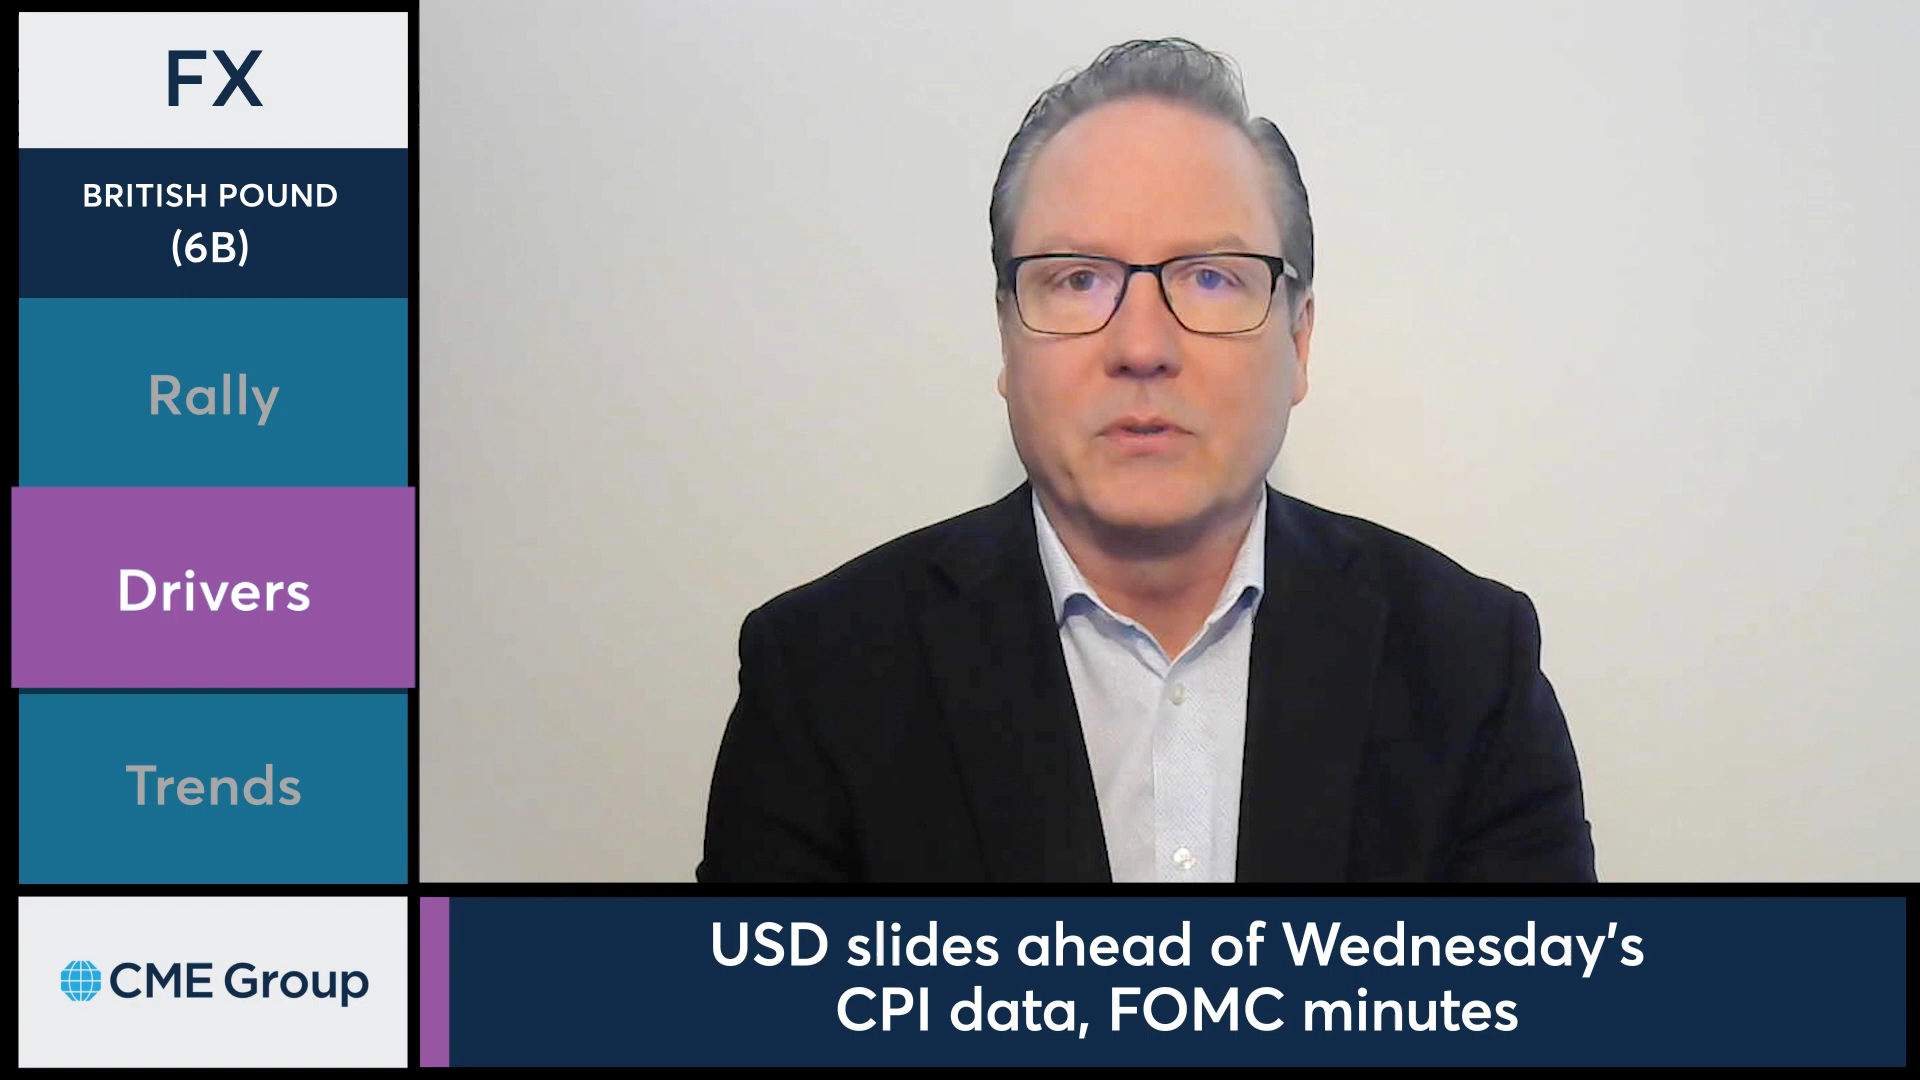 FX
BRITISH POUND
(6B)
Rally
Drivers
Trends
CME Group
USD slides ahead of Wednesday's
CPI data, FOMC minutes